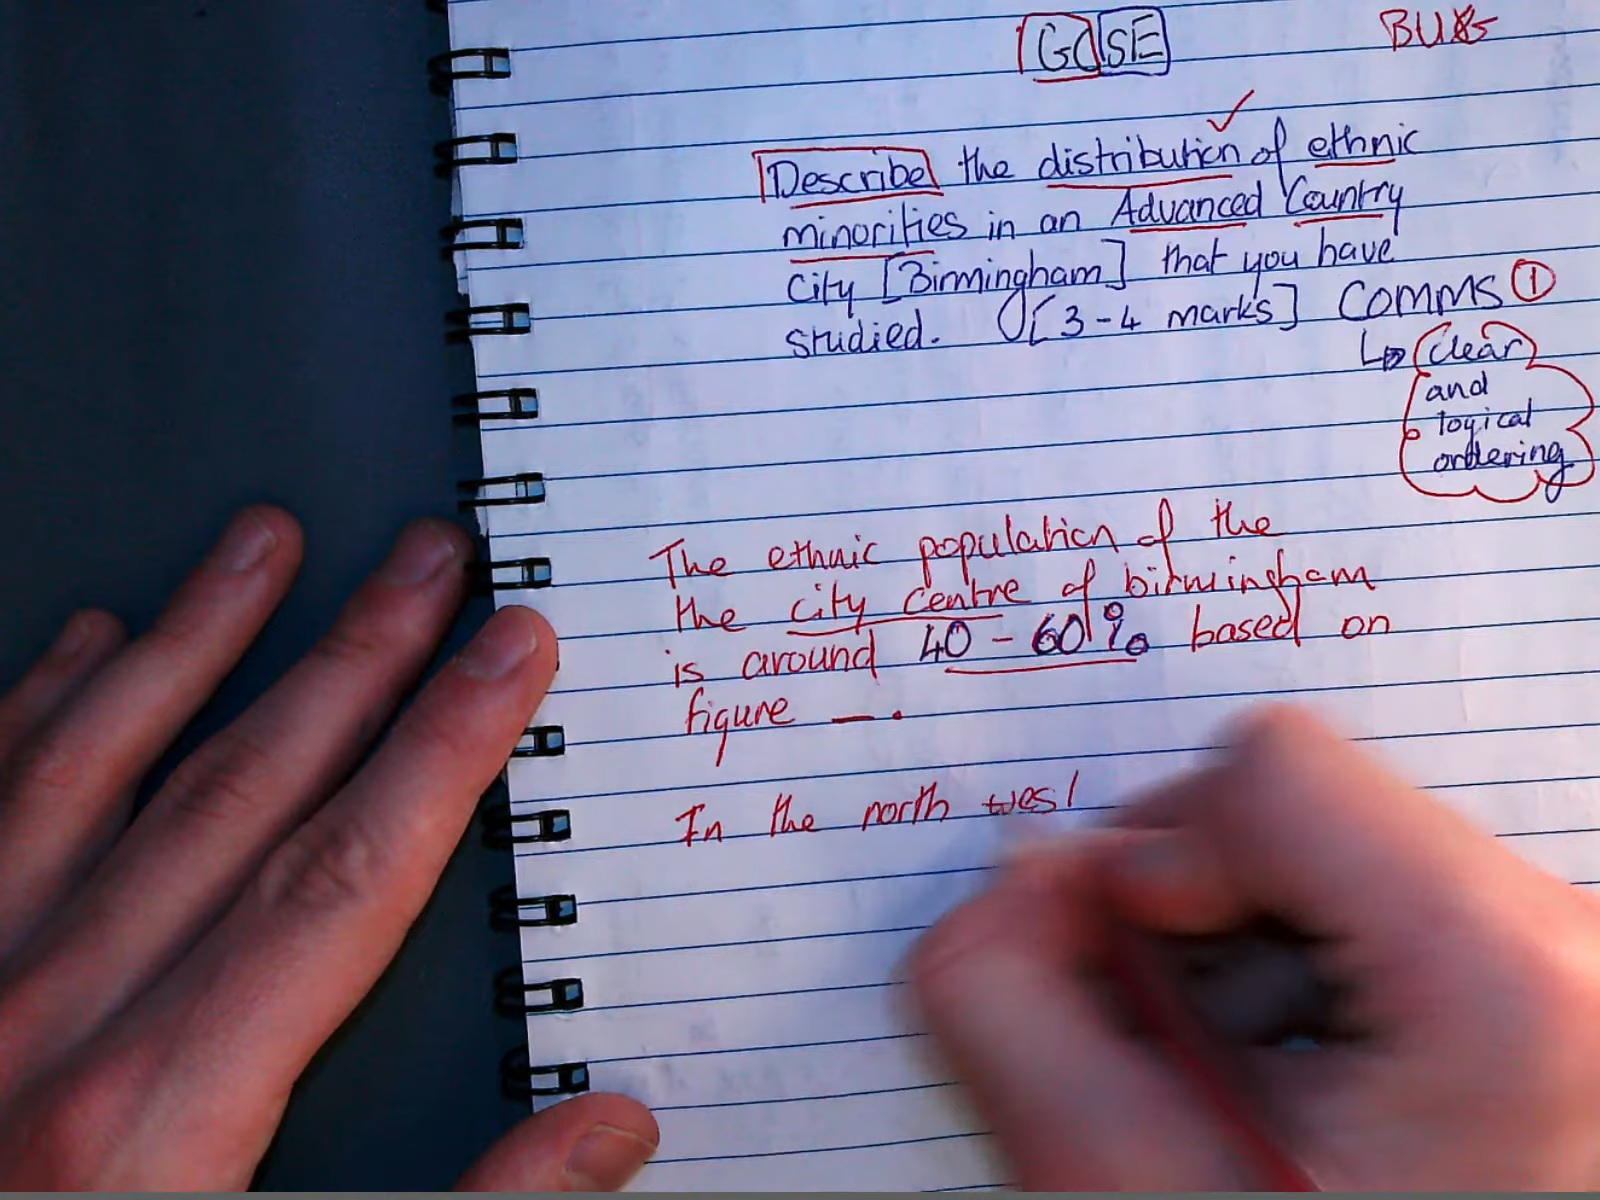 GCSE
BUGS
Describe the distribution of ethnic
minorities in an Advanced Country
city [Birmingham] that you have
studied. [3-4 marks] COMMS ①
↳ clear
and
logical
ordering
The ethnic population of the
the city centre of birmingham
is around 40 - 60% based on
figure — .
In the north west